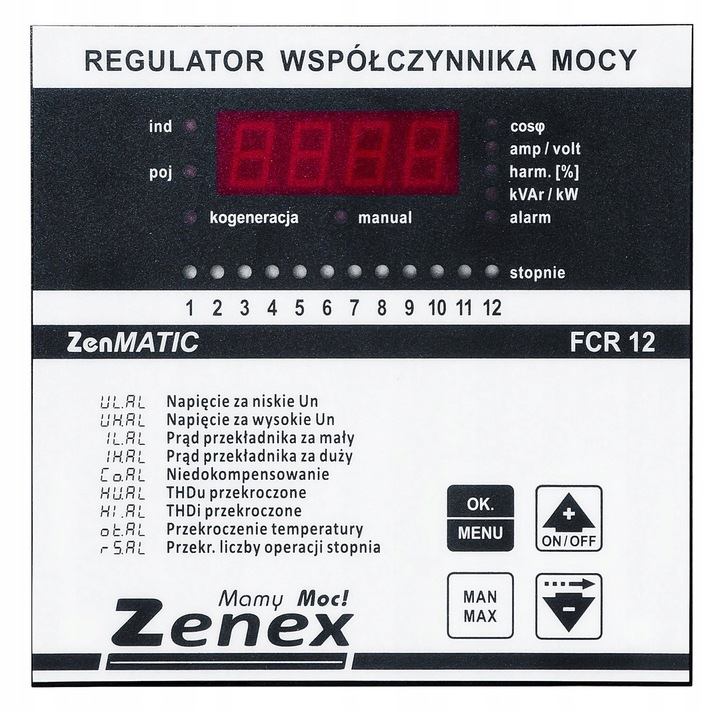 REGULATOR WSPÓŁCZYNNIKA MOCY
ind
cosφ
amp / volt
poj
harm. [%]
kVAr / kW
kogeneracja manual alarm
stopnie
1 2 3 4 5 6 7 8 9 10 11 12
ZenMATIC FCR 12
UL.AL Napięcie za niskie Un
UH.AL Napięcie za wysokie Un
IL.AL Prąd przekładnika za mały
IH.AL Prąd przekładnika za duży
Co.AL Niedokompensowanie
HU.AL THDu przekroczone
HI.AL THDi przekroczone
ot.AL Przekroczenie temperatury
rS.AL Przekr. liczby operacji stopnia
OK.
MENU
+
ON/OFF
MAN
MAX
-
Mamy Moc!
Zenex